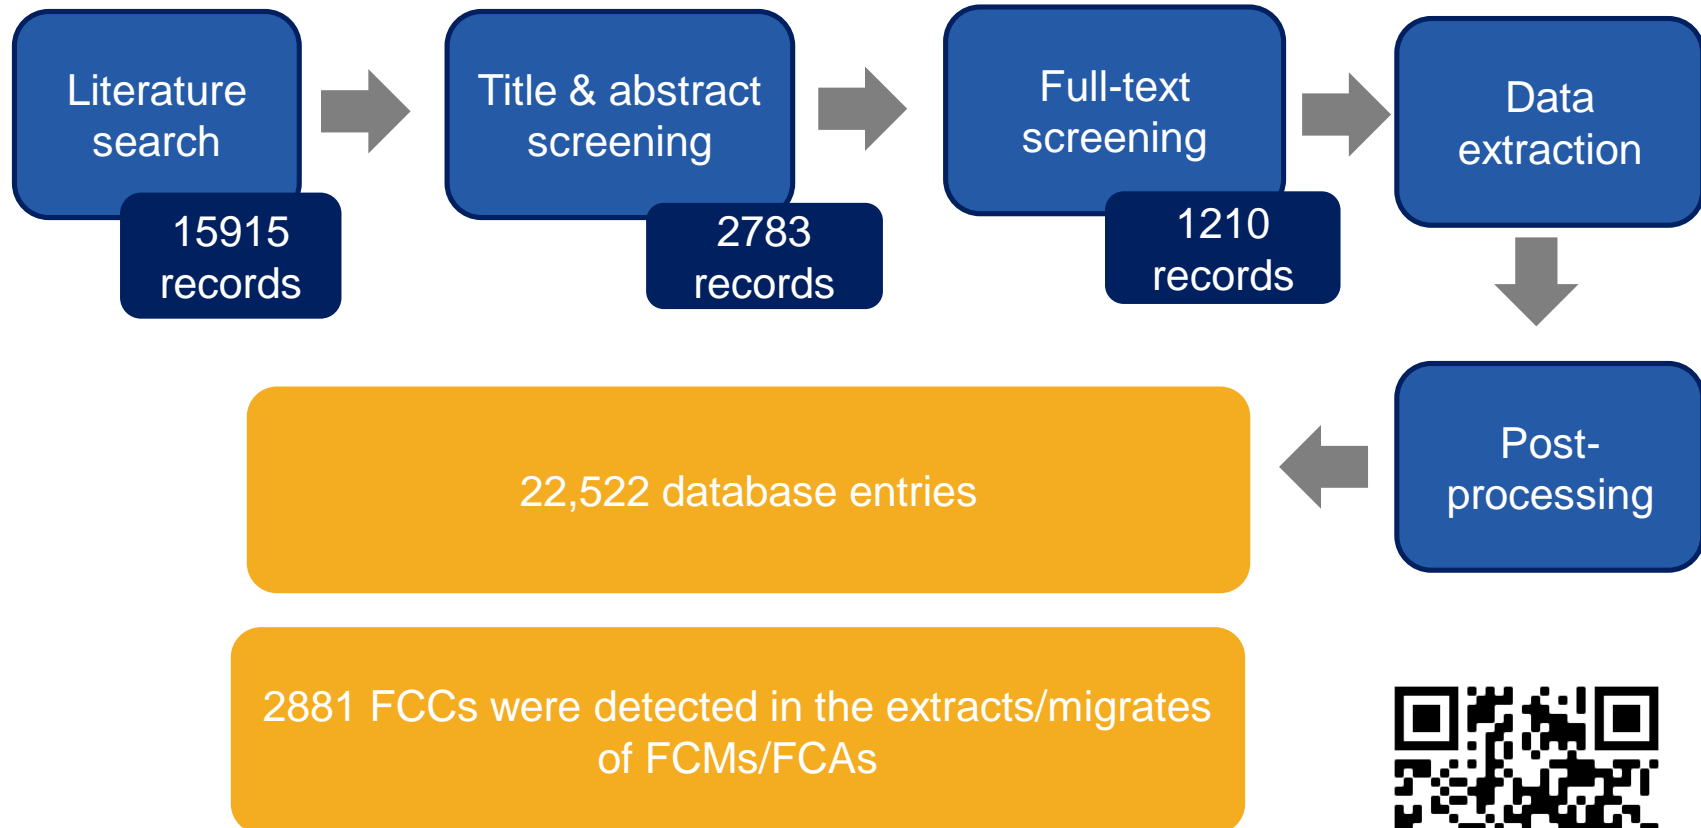 Literature
search
15915
records
Title & abstract
screening
2783
records
Full-text
screening
1210
records
Data
extraction
Post-
processing
22,522 database entries
2881 FCCs were detected in the extracts/migrates
of FCMs/FCAs